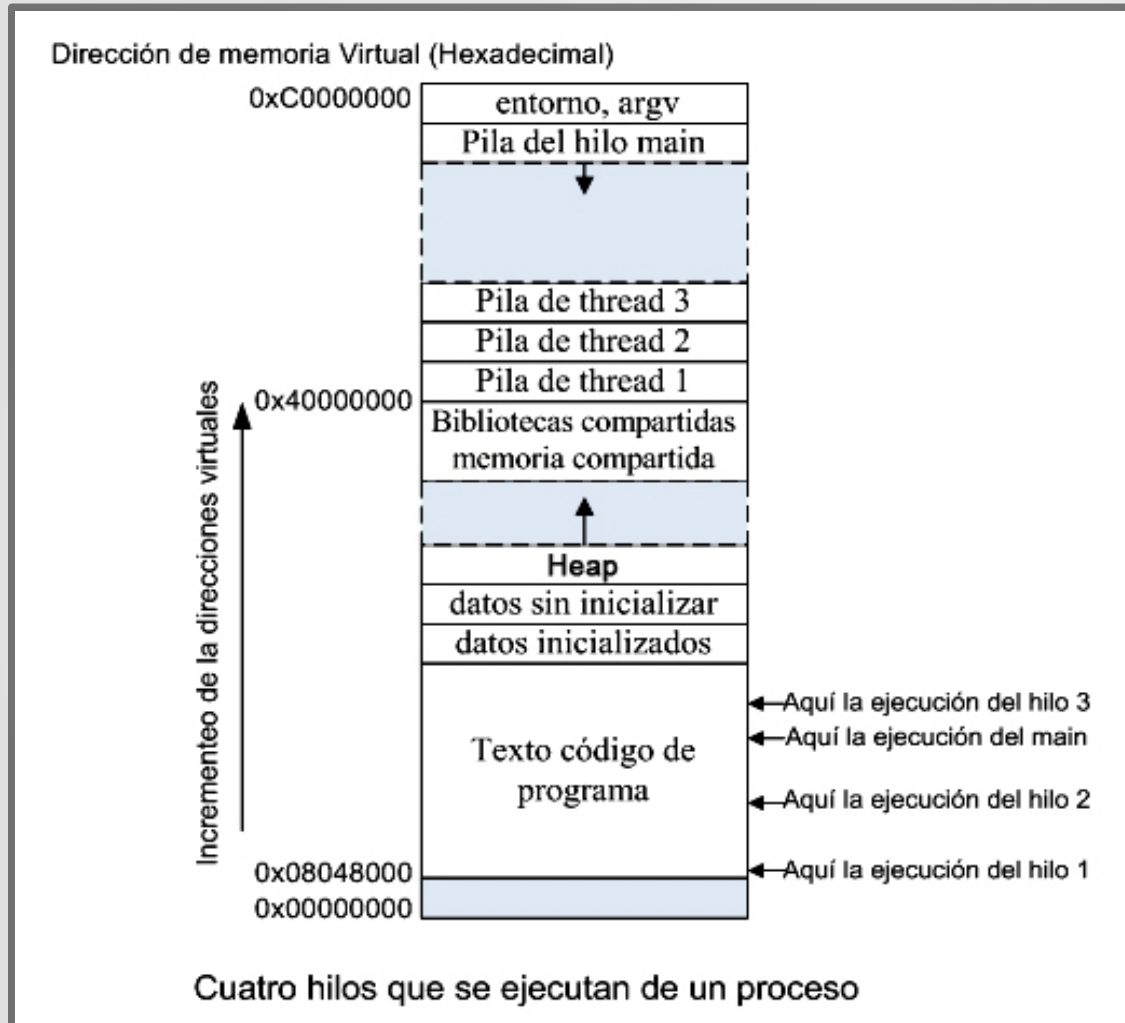 Dirección de memoria Virtual (Hexadecimal)
0xC0000000
entorno, argv
Pila del hilo main
Pila de thread 3
Pila de thread 2
Pila de thread 1
0x40000000
Bibliotecas compartidas
memoria compartida
Incremento de la direcciones virtuales
Heap
datos sin inicializar
datos inicializados
Texto código de
programa
Aquí la ejecución del hilo 3
Aquí la ejecución del main
Aquí la ejecución del hilo 2
Aquí la ejecución del hilo 1
0x08048000
0x00000000
Cuatro hilos que se ejecutan de un proceso